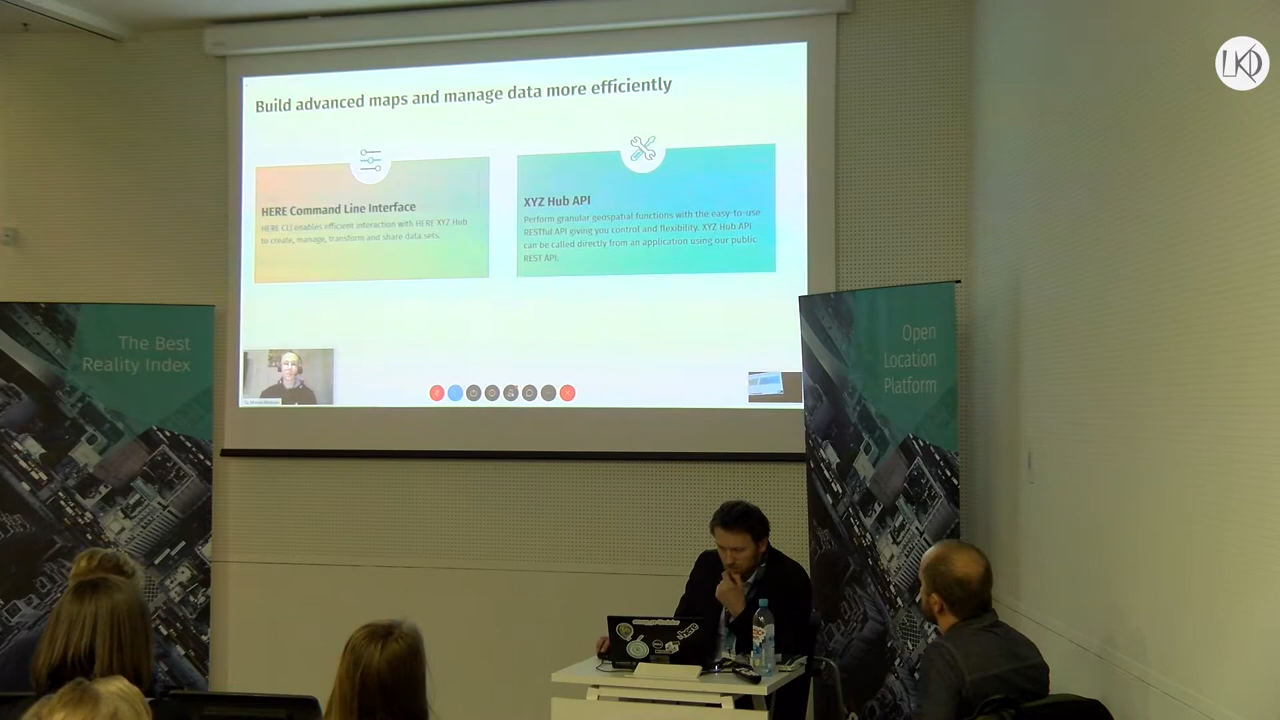 LKD
Build advanced maps and manage data more efficiently
HERE Command Line Interface
HERE CLI enables efficient interaction with HERE XYZ Hub
to create, manage, transform and share data sets.
XYZ Hub API
Perform granular geospatial functions with the easy-to-use
RESTful API giving you control and flexibility. XYZ Hub API
can be called directly from an application using our public
REST API.
The Best
Reality Index
Open
Location
Platform
here